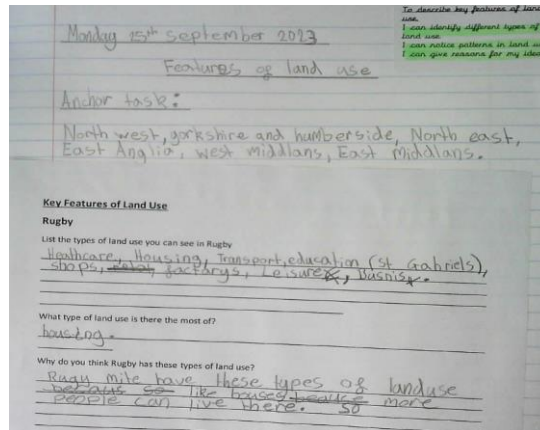 To describe key features of land
use.
I can identify different types of
land use.
I can notice patterns in land u
I can give reasons for my idea
Monday 25th september 2023
Features of land use
Anchor task:
North west, yorkshire and humberside, North east,
East Anglia, west middlans, East middlans.
Key Features of Land Use
Rugby
List the types of land use you can see in Rugby
Healthcare, Housing, Transport, education (St Gabriels),
shops, factarys, Leisure, Busnis.
What type of land use is there the most of?
housing.
Why do you think Rugby has these types of land use?
Rugy mite have these types of landuse
becaus so like houses beauce more
people can live there. so